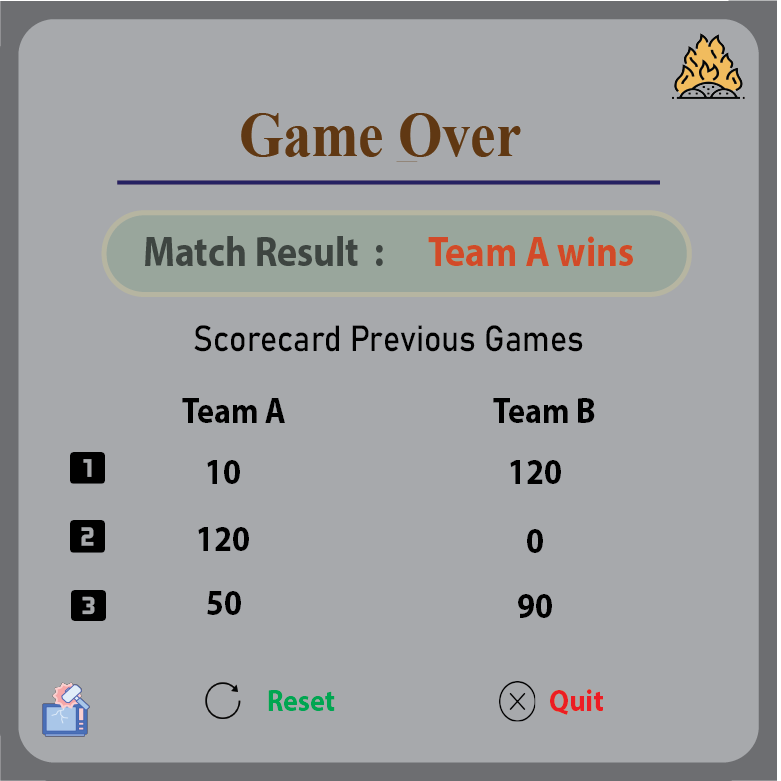 Game Over
Match Result : Team A wins
Scorecard Previous Games
Team A Team B
1 10 120
2 120 0
3 50 90
Reset Quit